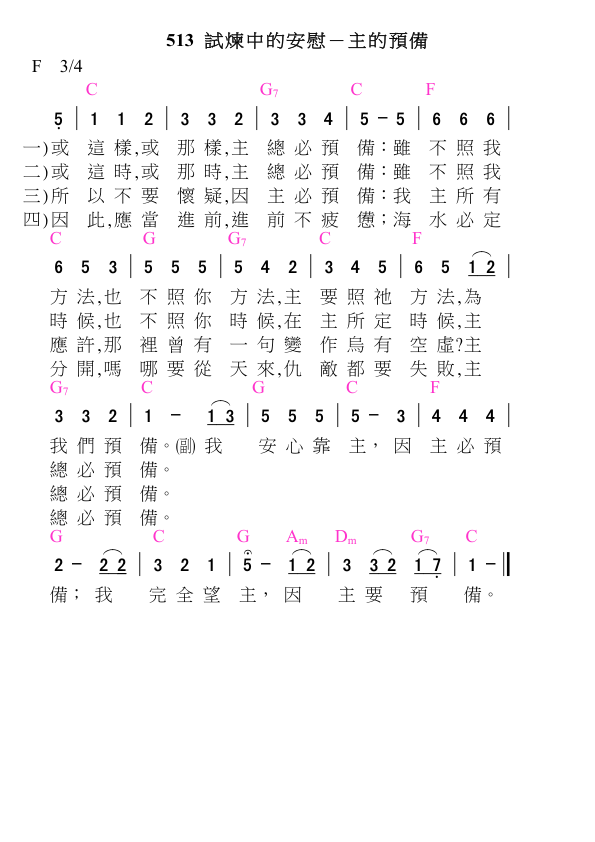 513 試煉中的安慰－主的預備
F 3/4
C G7 C F
5̣ | 1 1 2 | 3 3 2 | 3 3 4 | 5 － 5 | 6 6 6 |
一)或 這樣,或 那樣,主 總必預 備：雖 不照我
二)或 這時,或 那時,主 總必預 備：雖 不照我
三)所 以不要 懷疑,因 主必預 備：我 主所有
四)因 此,應當 進前,進 前不疲 憊；海 水必定
C G G7 C F
6 5 3 | 5 5 5 | 5 4 2 | 3 4 5 | 6 5 1 2 |
方法,也 不照你 方法,主 要照祂 方法,為
時候,也 不照你 時候,在 主所定 時候,主
應許,那 裡曾有 一句變 作烏有 空虛?主
分開,嗎 哪要從 天來,仇 敵都要 失敗,主
G7 C G C F
3 3 2 | 1 － 1 3 | 5 5 5 | 5 － 3 | 4 4 4 |
我們預 備。(副)我 安心靠 主，因 主必預
總必預 備。
總必預 備。
總必預 備。
G C G Am Dm G7 C
2 － 2 2 | 3 2 1 | 5 － 1 2 | 3 3 2 | 1 7̣ | 1 － ||
備；我 完全望 主，因 主要 預 備。